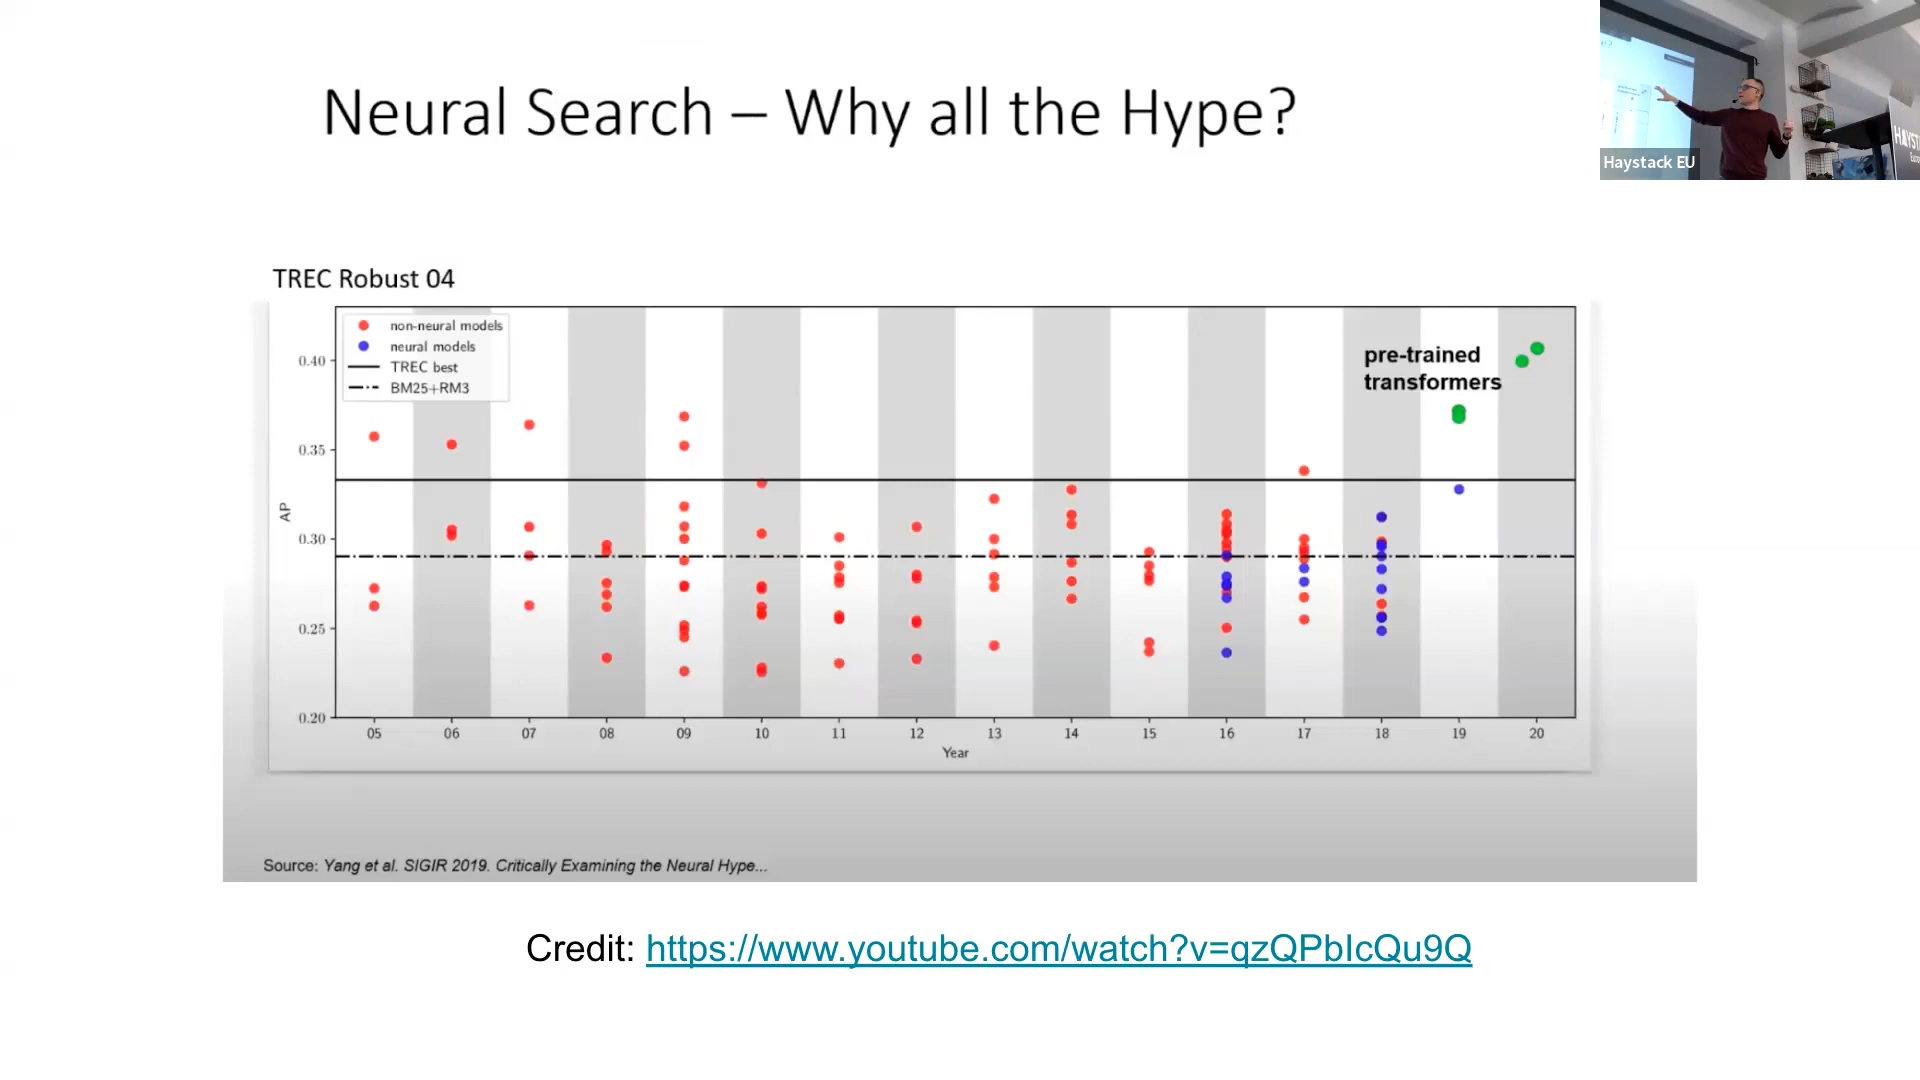 Neural Search – Why all the Hype?
Haystack EU
TREC Robust 04
non-neural models
neural models
TREC best
BM25+RM3
pre-trained
transformers
0.40
0.35
0.30
0.25
0.20
AP
05 06 07 08 09 10 11 12 13 14 15 16 17 18 19 20
Year
Source: Yang et al. SIGIR 2019. Critically Examining the Neural Hype...
Credit: https://www.youtube.com/watch?v=qzQPbIcQu9Q